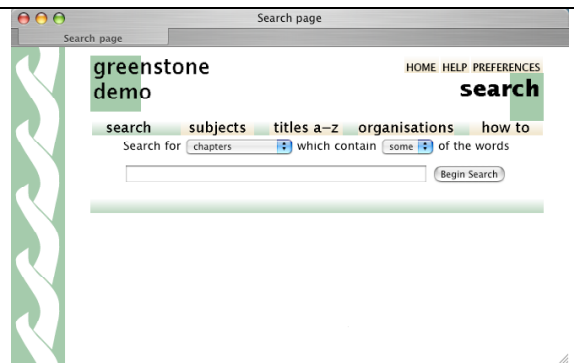 Search page
Search page
greenstone
demo
HOME HELP PREFERENCES
search
search subjects titles a–z organisations how to
Search for chapters which contain some of the words
Begin Search